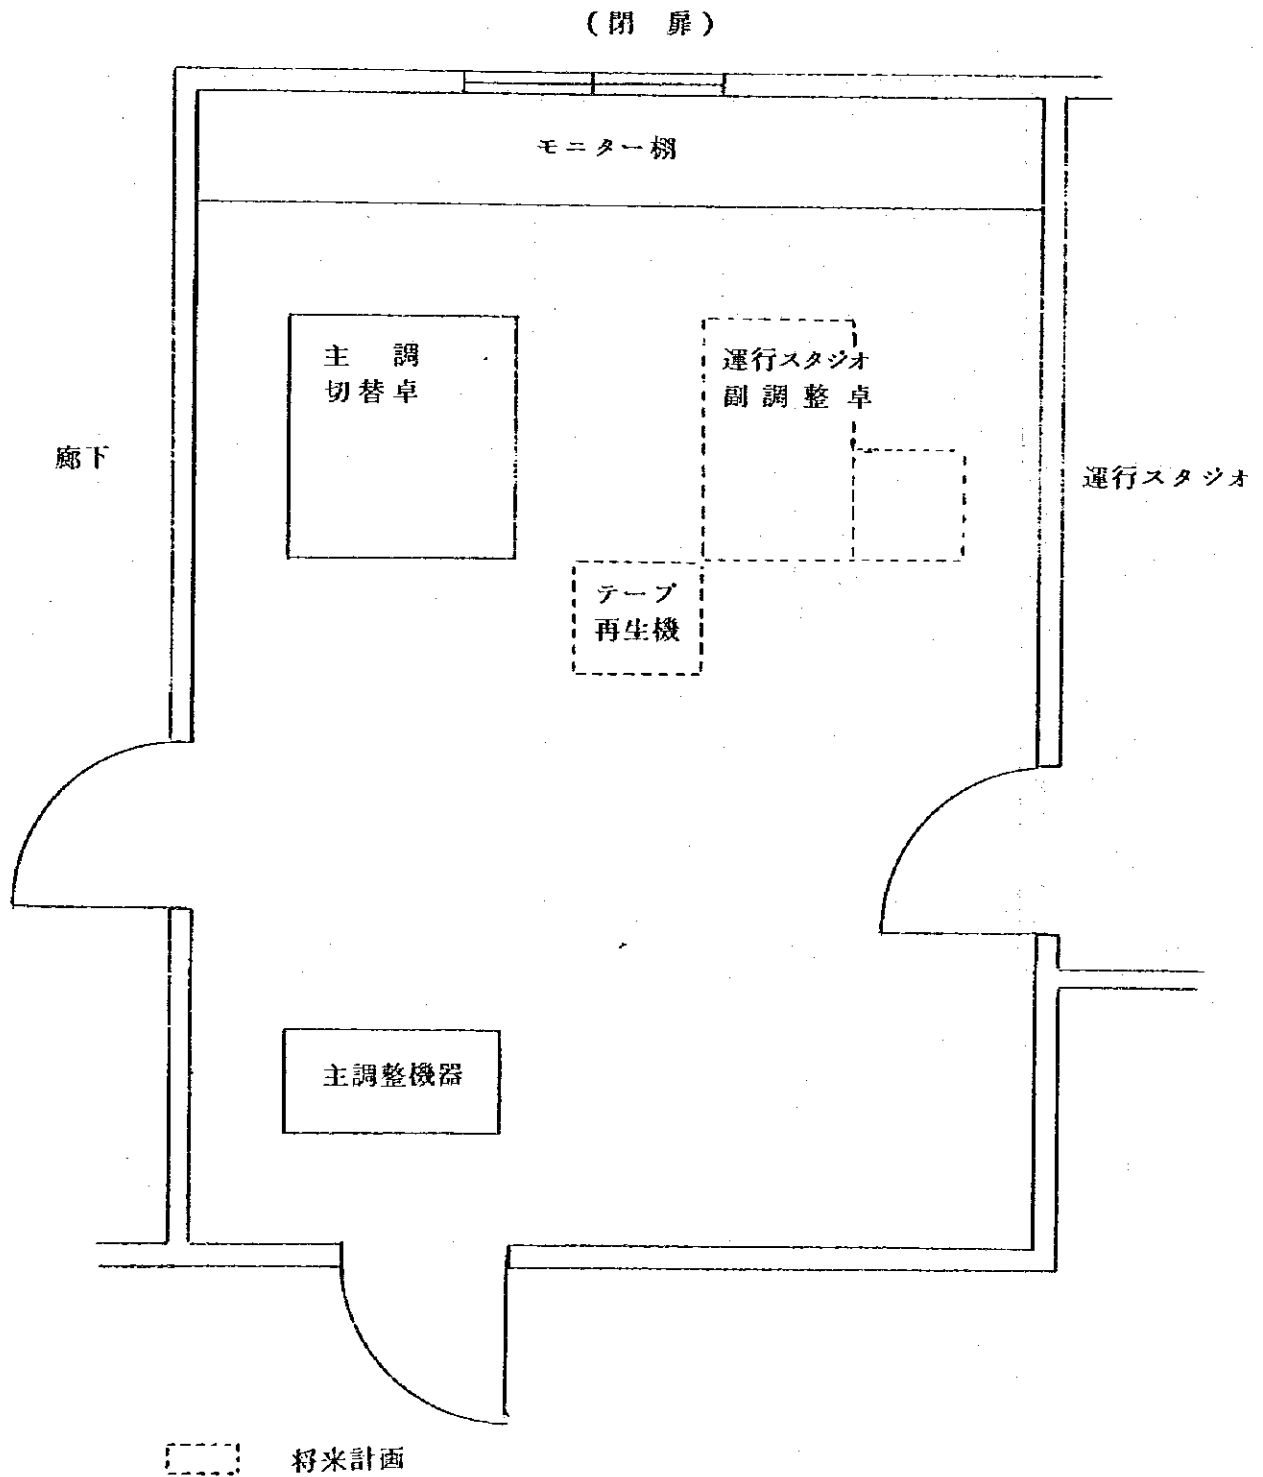 (閉 扉)
モニター棚
主 調
切替卓
運行スタジオ
副調整卓
廊下
運行スタジオ
テープ
再生機
主調整機器
将来計画